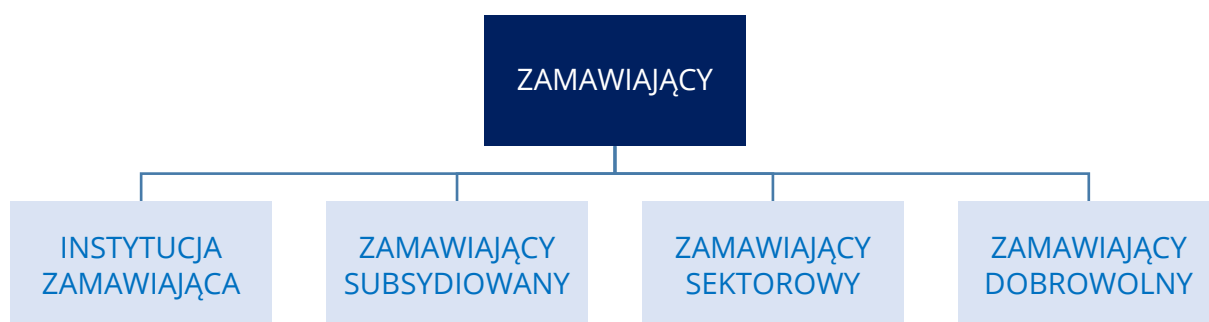 ZAMAWIAJĄCY
INSTYTUCJA
ZAMAWIAJĄCA
ZAMAWIAJĄCY
SUBSYDIOWANY
ZAMAWIAJĄCY
SEKTOROWY
ZAMAWIAJĄCY
DOBROWOLNY